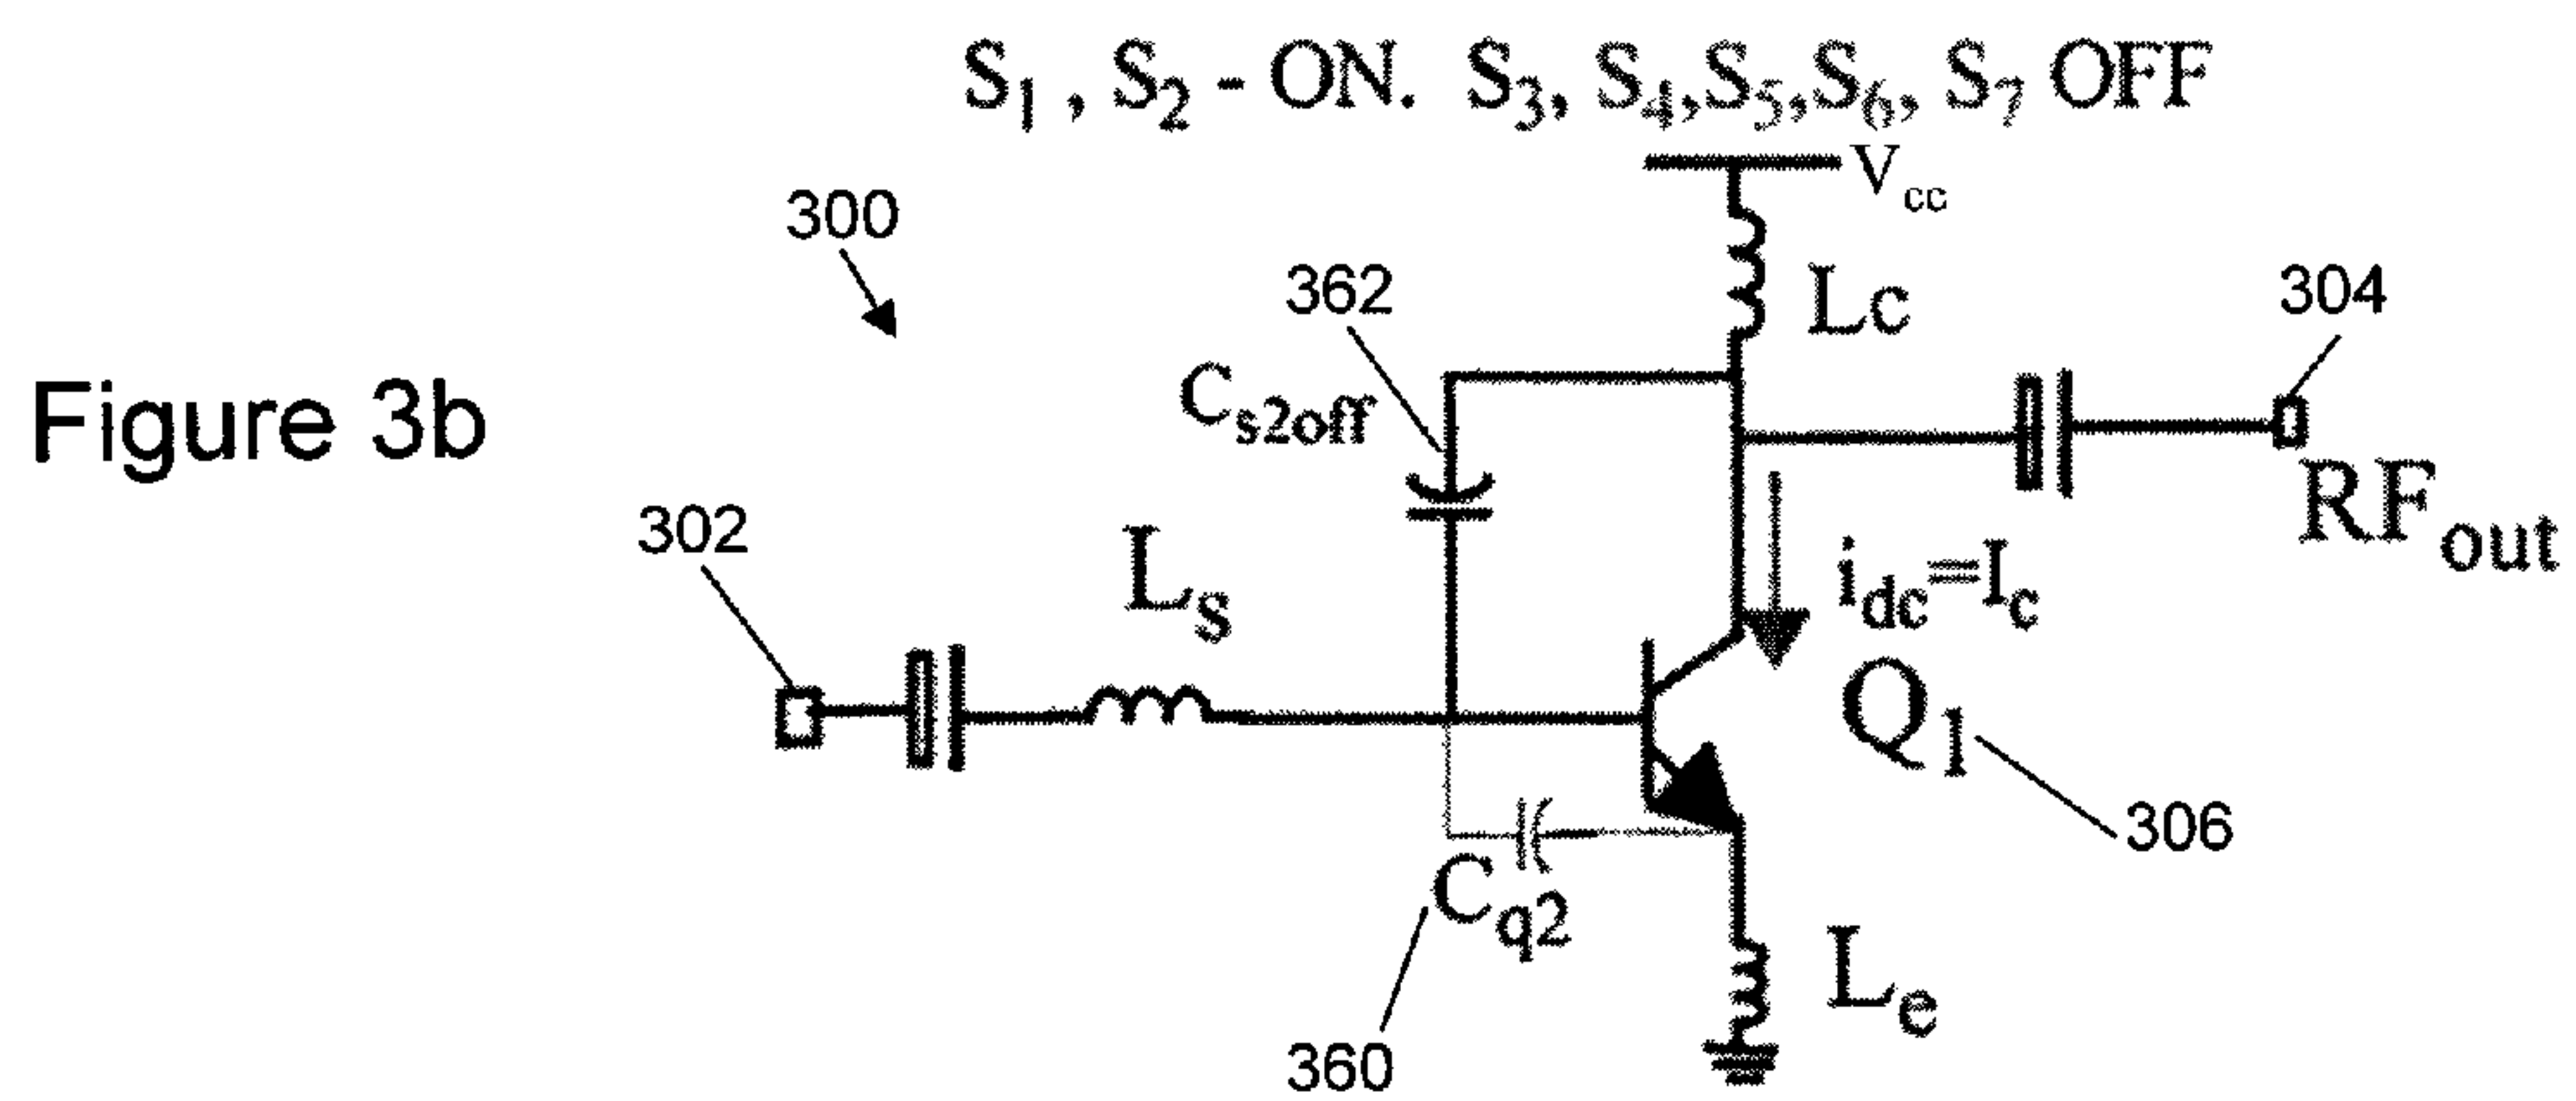 S1 , S2 - ON. S3, S4,S5,S6, S7 OFF
Vcc
300
362
Lc
304
Cs2off
Figure 3b
RFout
302
Ls
idc=Ic
Q1
306
Cq2
Le
360